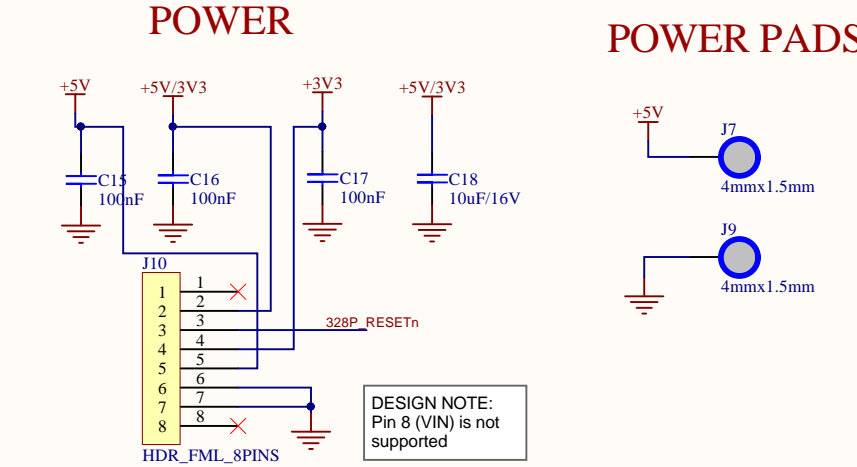 POWER
POWER PADS
+5V
+5V/3V3
+3V3
+5V/3V3
+5V
J7
4mmx1.5mm
C15
100nF
C16
100nF
C17
100nF
C18
10uF/16V
J9
4mmx1.5mm
J10
1 1
2 2
3 3
328P_RESETn
4 4
5 5
6 6
7 7
8 8
HDR_FML_8PINS
DESIGN NOTE:
Pin 8 (VIN) is not
supported